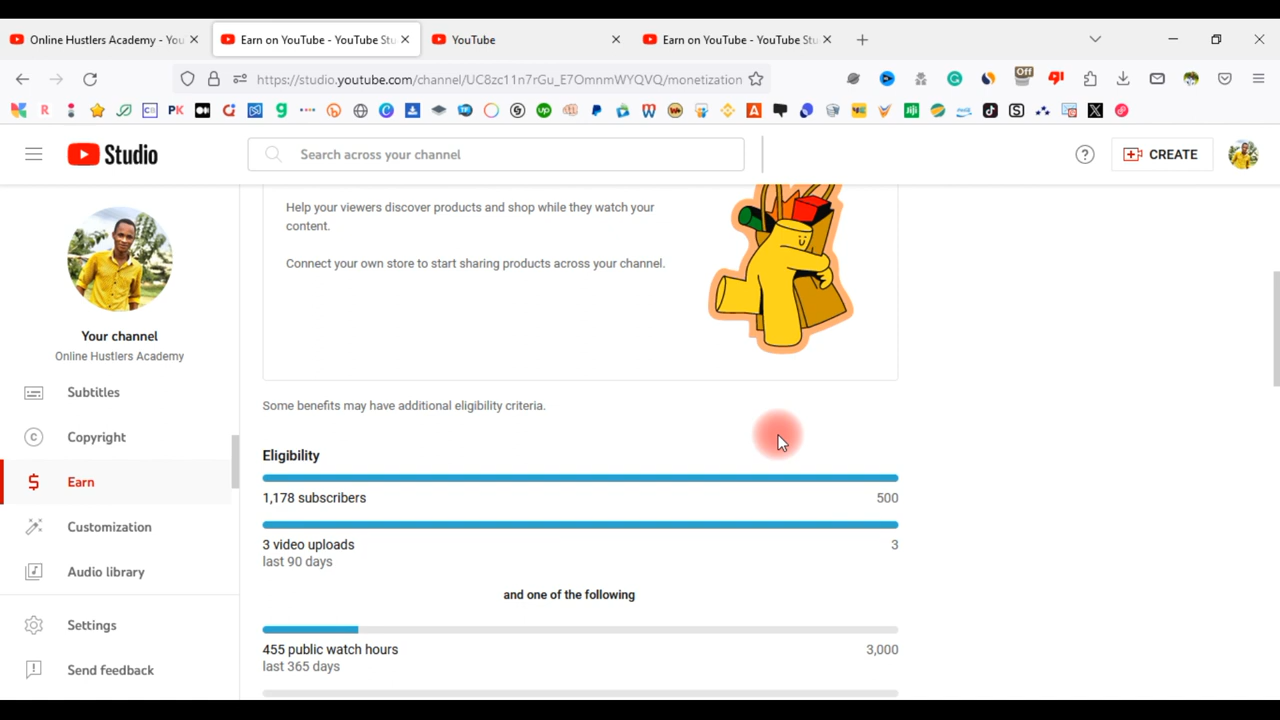 Online Hustlers Academy - You
Earn on YouTube - YouTube Stu
YouTube
Earn on YouTube - YouTube Stu
https://studio.youtube.com/channel/UC8zc11n7rGu_E7OmnmWYQVQ/monetization
Off
Studio
Search across your channel
CREATE
Help your viewers discover products and shop while they watch your
content.
Connect your own store to start sharing products across your channel.
Your channel
Online Hustlers Academy
Subtitles
Copyright
Earn
Customization
Audio library
Settings
Send feedback
Some benefits may have additional eligibility criteria.
Eligibility
1,178 subscribers
500
3 video uploads
3
last 90 days
and one of the following
455 public watch hours
3,000
last 365 days